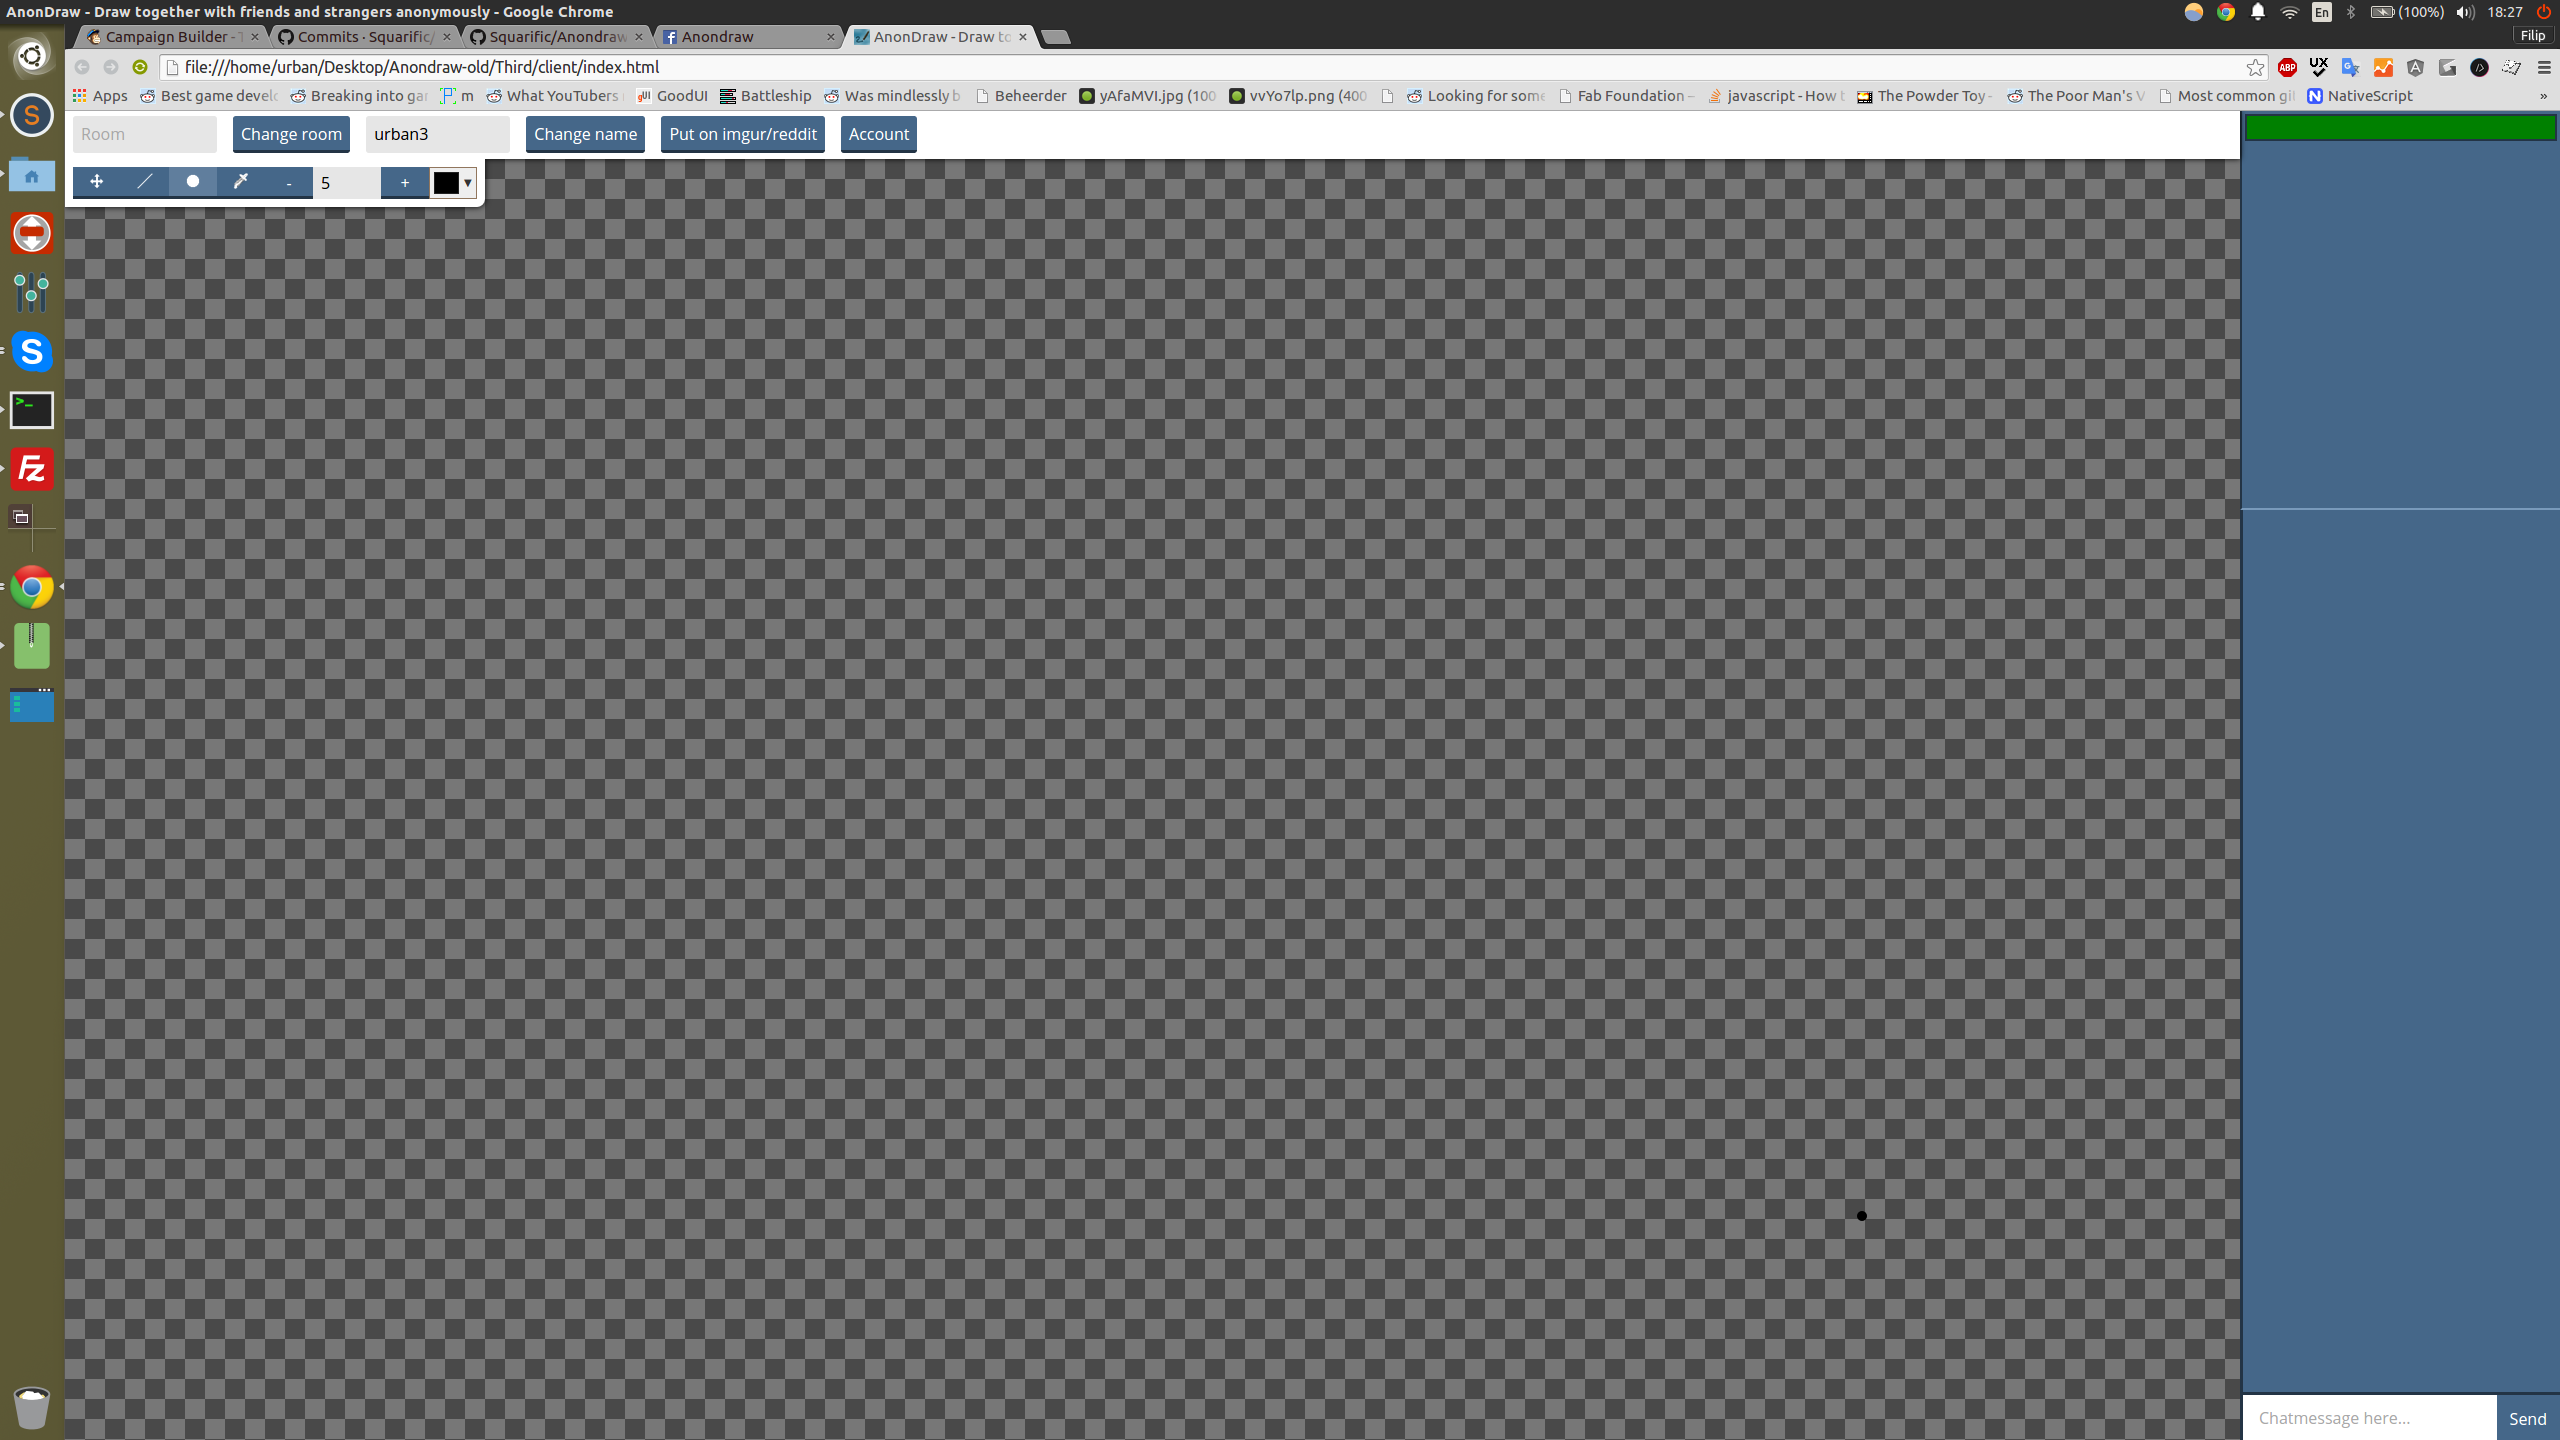 AnonDraw - Draw together with friends and strangers anonymously - Google Chrome
En (100%) 18:27
Campaign Builder - Commits · Squarific/ Squarific/Anondraw Anondraw AnonDraw - Draw to Filip
file:///home/urban/Desktop/Anondraw-old/Third/client/index.html ABP UX
Apps Best game devel Breaking into gar m What YouTubers gUI GoodUI Battleship Was mindlessly b Beheerder yAfaMVI.jpg (100 vvYo7lp.png (400 Looking for some Fab Foundation - javascript - How t The Powder Toy - The Poor Man's V Most common gi NativeScript »
Room Change room urban3 Change name Put on imgur/reddit Account
- 5 +
Chatmessage here... Send